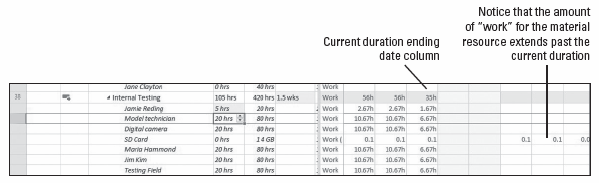 Notice that the amount
of "work" for the material
resource extends past the
current duration
Current duration ending
date column
Jane Clayton 0 hrs 40 hrs Work
38 Internal Testing 105 hrs 420 hrs 1.5 wks Work 56h 56h 35h
Jamie Reding 5 hrs 20 hrs Work 2.67h 2.67h 1.67h
Model technician 20 hrs 80 hrs Work 10.67h 10.67h 6.67h
Digital camera 20 hrs 80 hrs Work 10.67h 10.67h 6.67h
SD Card 0 hrs 14 GB Work ( 0.1 0.1 0.1 0.1 0.1 0.0
Maria Hammond 20 hrs 80 hrs Work 10.67h 10.67h 6.67h
Jim Kim 20 hrs 80 hrs Work 10.67h 10.67h 6.67h
Testing Field 20 hrs 80 hrs Work 10.67h 10.67h 6.67h